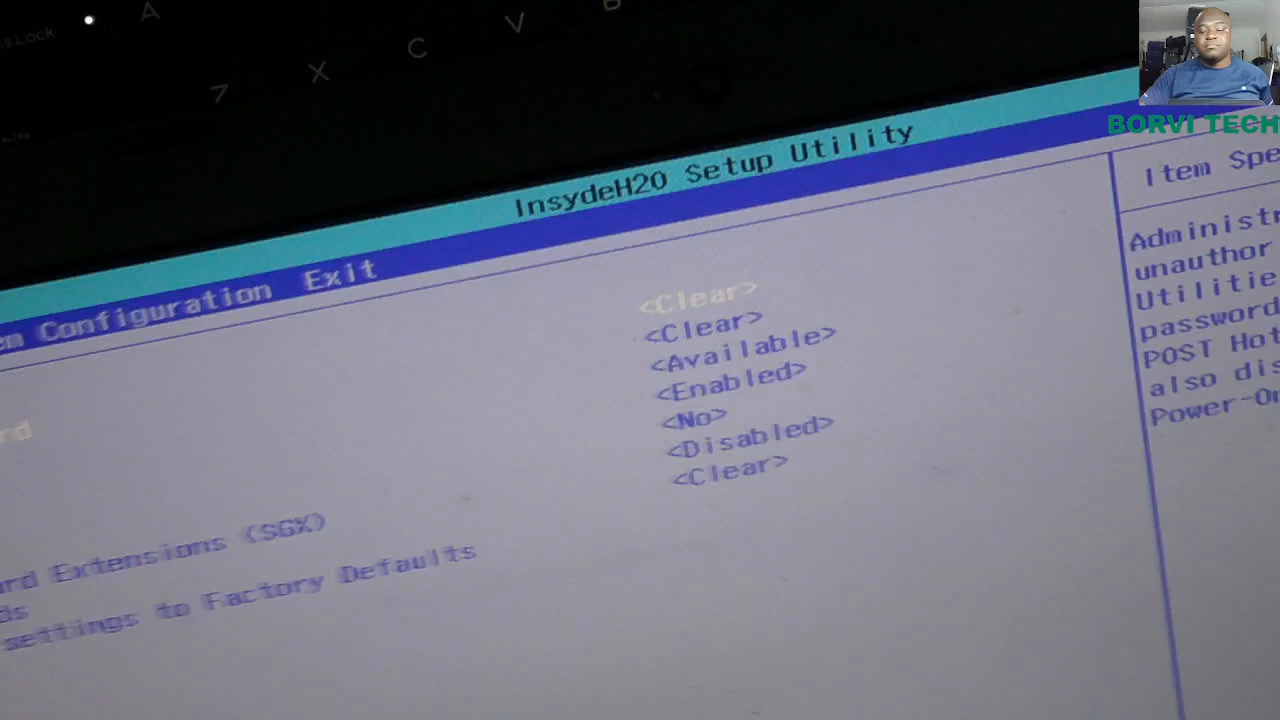 A
Z X C V B
BORVI TECH
InsydeH20 Setup Utility
Configuration Exit
Item Spe
<Clear>
<Clear>
<Available>
<Enabled>
<No>
<Disabled>
<Clear>
Extensions (SGX)
settings to Factory Defaults
Administr
unauthor
Utilitie
password
POST Hot
also dis
Power-On